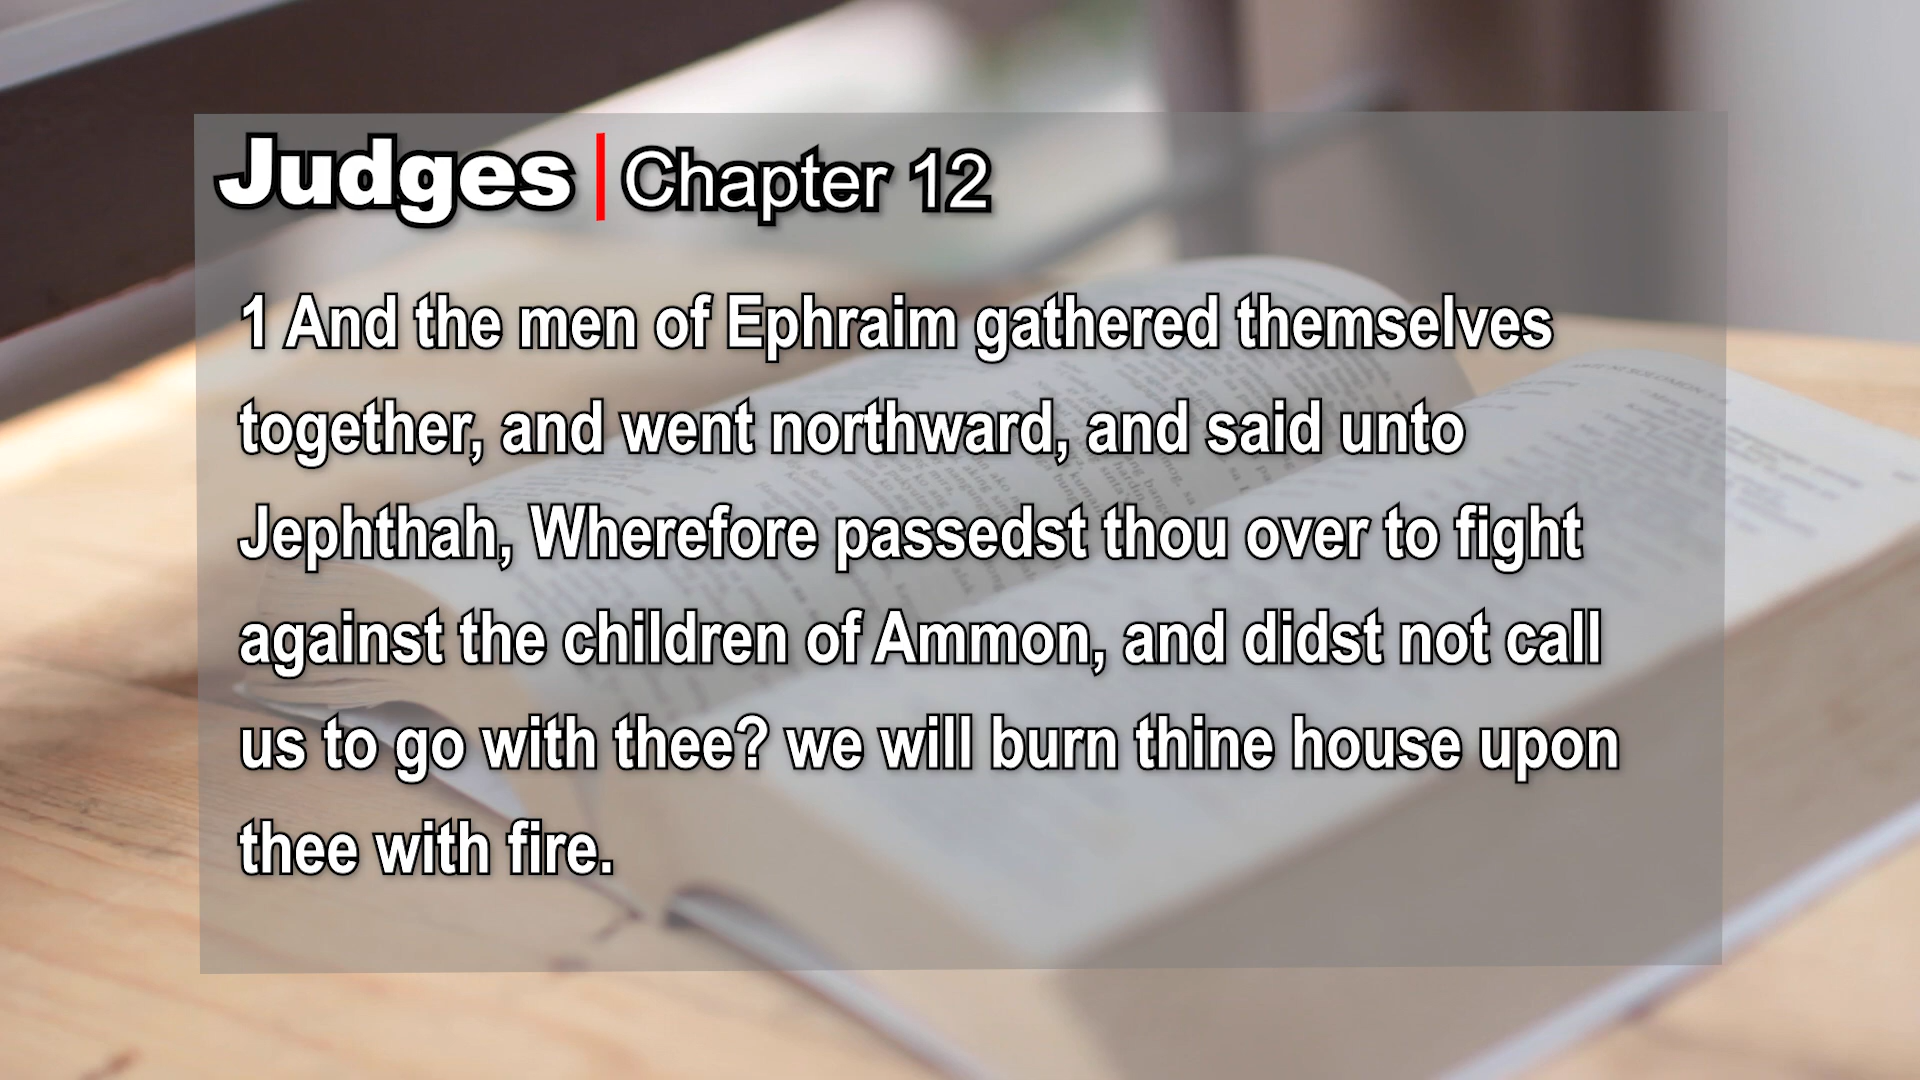 Judges | Chapter 12
1 And the men of Ephraim gathered themselves
together, and went northward, and said unto
Jephthah, Wherefore passedst thou over to fight
against the children of Ammon, and didst not call
us to go with thee? we will burn thine house upon
thee with fire.